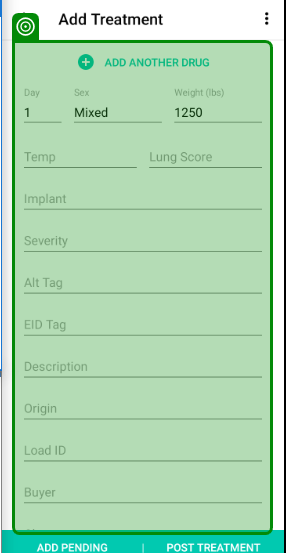 Add Treatment
ADD ANOTHER DRUG
Day Sex Weight (lbs)
1 Mixed 1250
Temp Lung Score
Implant
Severity
Alt Tag
EID Tag
Description
Origin
Load ID
Buyer
ADD PENDING | POST TREATMENT